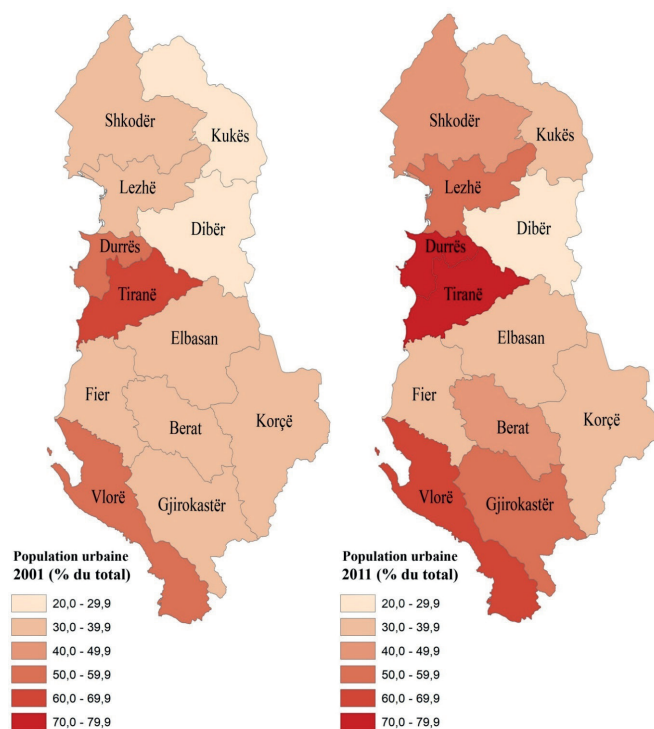 Shkodër
Kukës
Lezhë
Dibër
Durrës
Tiranë
Elbasan
Fier
Berat
Korçë
Vlorë
Gjirokastër
Population urbaine
2001 (% du total)
20,0 - 29,9
30,0 - 39,9
40,0 - 49,9
50,0 - 59,9
60,0 - 69,9
70,0 - 79,9
Shkodër
Kukës
Lezhë
Dibër
Durrës
Tiranë
Elbasan
Fier
Berat
Korçë
Vlorë
Gjirokastër
Population urbaine
2011 (% du total)
20,0 - 29,9
30,0 - 39,9
40,0 - 49,9
50,0 - 59,9
60,0 - 69,9
70,0 - 79,9